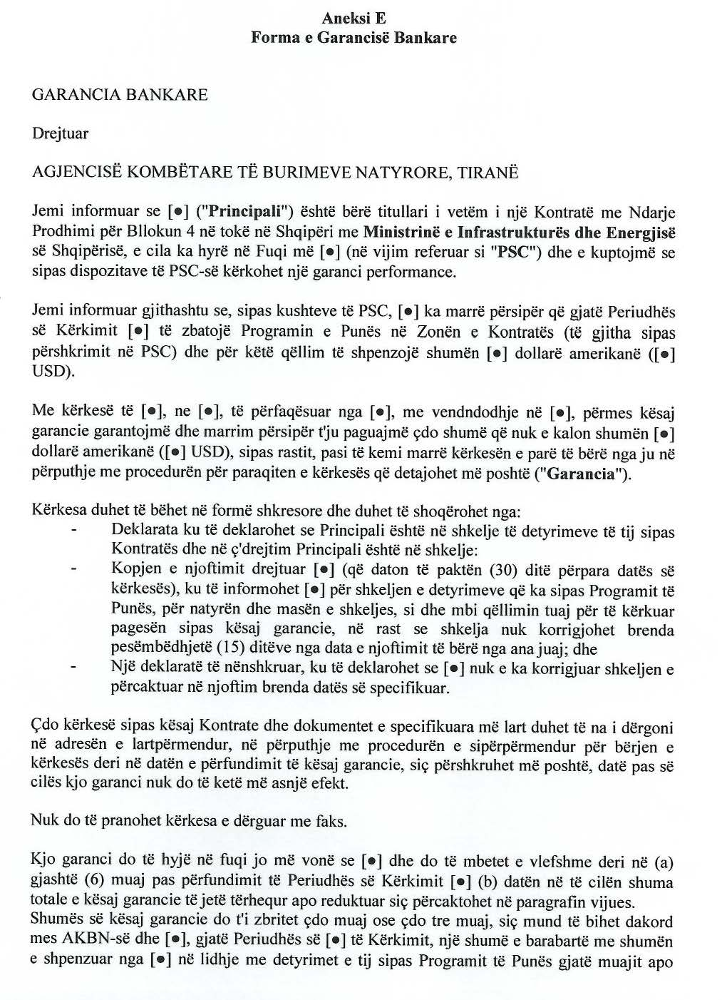 Aneksi E
Forma e Garancisë Bankare
GARANCIA BANKARE
Drejtuar
AGJENCISË KOMBËTARE TË BURIMEVE NATYRORE, TIRANË
Jemi informuar se [●] ("Principali") është bërë titullari i vetëm i një Kontratë me Ndarje
Prodhimi për Bllokun 4 në tokë në Shqipëri me Ministrinë e Infrastrukturës dhe Energjisë
së Shqipërisë, e cila ka hyrë në Fuqi më [●] (në vijim referuar si "PSC") dhe e kuptojmë se
sipas dispozitave të PSC-së kërkohet një garanci performance.
Jemi informuar gjithashtu se, sipas kushteve të PSC, [●] ka marrë përsipër që gjatë Periudhës
së Kërkimit [●] të zbatojë Programin e Punës në Zonën e Kontratës (të gjitha sipas
përshkrimit në PSC) dhe për këtë qëllim të shpenzojë shumën [●] dollarë amerikanë ([●]
USD).
Me kërkesë të [●], ne [●], të përfaqësuar nga [●], me vendndodhje në [●], përmes kësaj
garancie garantojmë dhe marrim përsipër t'ju paguajmë çdo shumë që nuk e kalon shumën [●]
dollarë amerikanë ([●] USD), sipas rastit, pasi të kemi marrë kërkesën e parë të bërë nga ju në
përputhje me procedurën për paraqiten e kërkesës që detajohet më poshtë ("Garancia").
Kërkesa duhet të bëhet në formë shkresore dhe duhet të shoqërohet nga:
- Deklarata ku të deklarohet se Principali është në shkelje të detyrimeve të tij sipas
Kontratës dhe në ç'drejtim Principali është në shkelje:
- Kopjen e njoftimit drejtuar [●] (që daton të paktën (30) ditë përpara datës së
kërkesës), ku të informohet [●] për shkeljen e detyrimeve që ka sipas Programit të
Punës, për natyrën dhe masën e shkeljes, si dhe mbi qëllimin tuaj për të kërkuar
pagesën sipas kësaj garancie, në rast se shkelja nuk korrigjohet brenda
pesëmbëdhjetë (15) ditëve nga data e njoftimit të bërë nga ana juaj; dhe
- Një deklaratë të nënshkruar, ku të deklarohet se [●] nuk e ka korrigjuar shkeljen e
përcaktuar në njoftim brenda datës së specifikuar.
Çdo kërkesë sipas kësaj Kontrate dhe dokumentet e specifikuara më lart duhet të na i dërgoni
në adresën e lartpërmendur, në përputhje me procedurën e sipërpërmendur për bërjen e
kërkesës deri në datën e përfundimit të kësaj garancie, siç përshkruhet më poshtë, datë pas së
cilës kjo garanci nuk do të ketë më asnjë efekt.
Nuk do të pranohet kërkesa e dërguar me faks.
Kjo garanci do të hyjë në fuqi jo më vonë se [●] dhe do të mbetet e vlefshme deri në (a)
gjashtë (6) muaj pas përfundimit të Periudhës së Kërkimit [●] (b) datën në të cilën shuma
totale e kësaj garancie të jetë tërhequr apo reduktuar siç përcaktohet në paragrafin vijues.
Shumës së kësaj garancie do t'i zbritet çdo muaj ose çdo tre muaj, siç mund të bihet dakord
mes AKBN-së dhe [●], gjatë Periudhës së [●] të Kërkimit, një shumë e barabartë me shumën
e shpenzuar nga [●] në lidhje me detyrimet e tij sipas Programit të Punës gjatë muajit apo